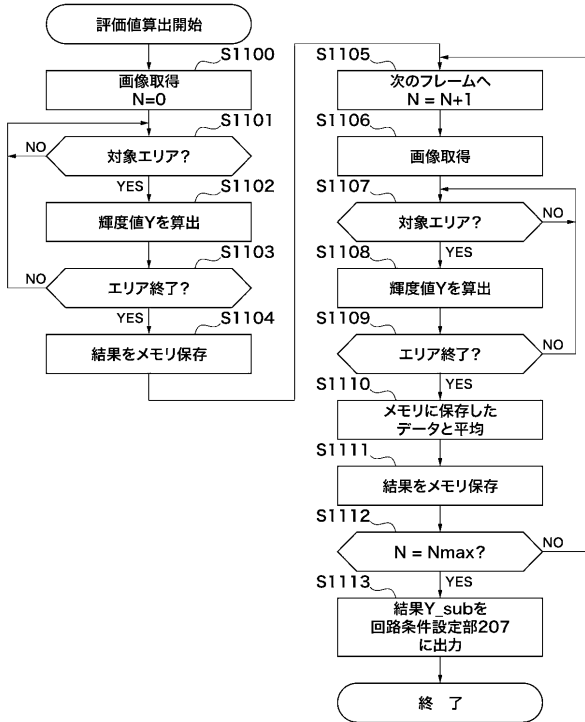 評価値算出開始
S1100
画像取得
N=0
S1101
対象エリア?
NO
YES
S1102
輝度値Yを算出
S1103
エリア終了?
NO
YES
S1104
結果をメモリ保存
S1105
次のフレームへ
N = N+1
S1106
画像取得
S1107
対象エリア?
NO
YES
S1108
輝度値Yを算出
S1109
エリア終了?
NO
YES
S1110
メモリに保存した
データと平均
S1111
結果をメモリ保存
S1112
N = Nmax?
NO
YES
S1113
結果Y_subを
回路条件設定部207
に出力
終 了